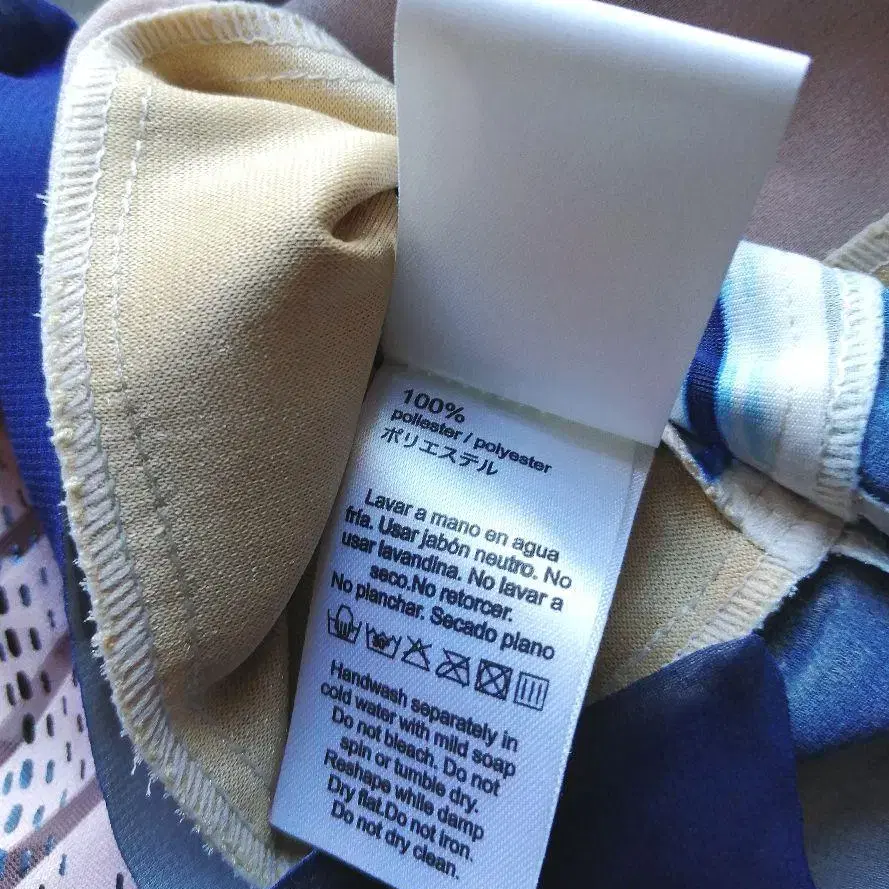 100%
poliester / polyester
ポリエステル
Lavar a mano en agua
fría. Usar jabón neutro. No
usar lavandina. No lavar a
seco.No retorcer.
No planchar. Secado plano
Handwash separately in
cold water with mild soap
Do not bleach. Do not
spin or tumble dry.
Reshape while damp
Dry flat.Do not iron.
Do not dry clean.